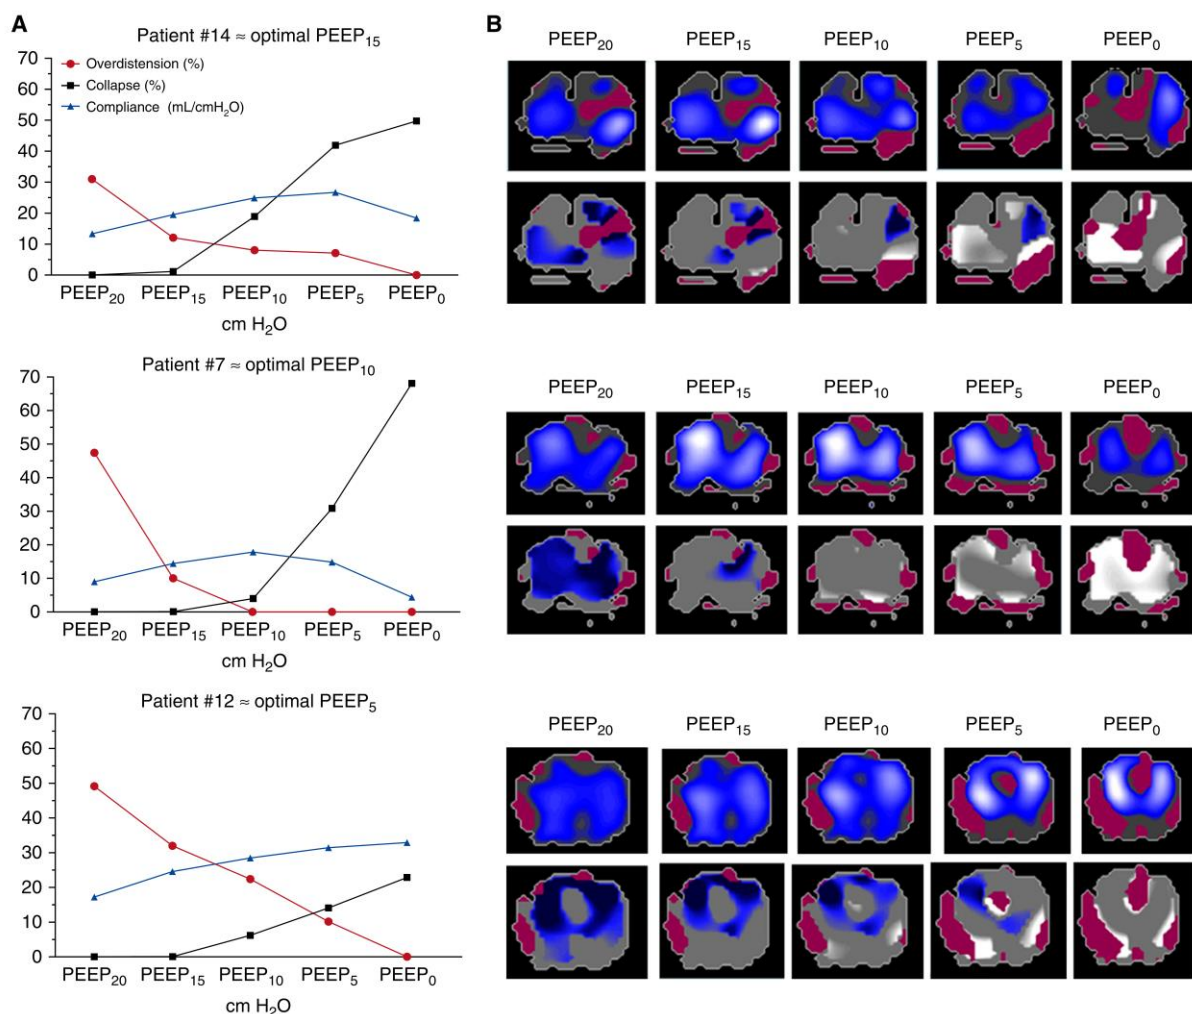 A
Patient #14 ≈ optimal PEEP15
70
60
50
40
30
20
10
0
Overdistension (%)
Collapse (%)
Compliance (mL/cmH2O)
PEEP20 PEEP15 PEEP10 PEEP5 PEEP0
cm H2O
B
PEEP20 PEEP15 PEEP10 PEEP5 PEEP0
Patient #7 ≈ optimal PEEP10
70
60
50
40
30
20
10
0
PEEP20 PEEP15 PEEP10 PEEP5 PEEP0
cm H2O
PEEP20 PEEP15 PEEP10 PEEP5 PEEP0
Patient #12 ≈ optimal PEEP5
70
60
50
40
30
20
10
0
PEEP20 PEEP15 PEEP10 PEEP5 PEEP0
cm H2O
PEEP20 PEEP15 PEEP10 PEEP5 PEEP0